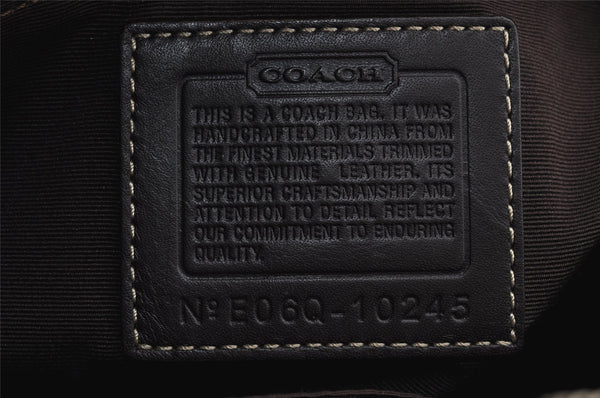 COACH
THIS IS A COACH BAG. IT WAS
HANDCRAFTED IN CHINA FROM
THE FINEST MATERIALS TRIMMED
WITH GENUINE LEATHER. ITS
SUPERIOR CRAFTSMANSHIP AND
ATTENTION TO DETAIL REFLECT
OUR COMMITMENT TO ENDURING
QUALITY.
Nº E06Q-10245